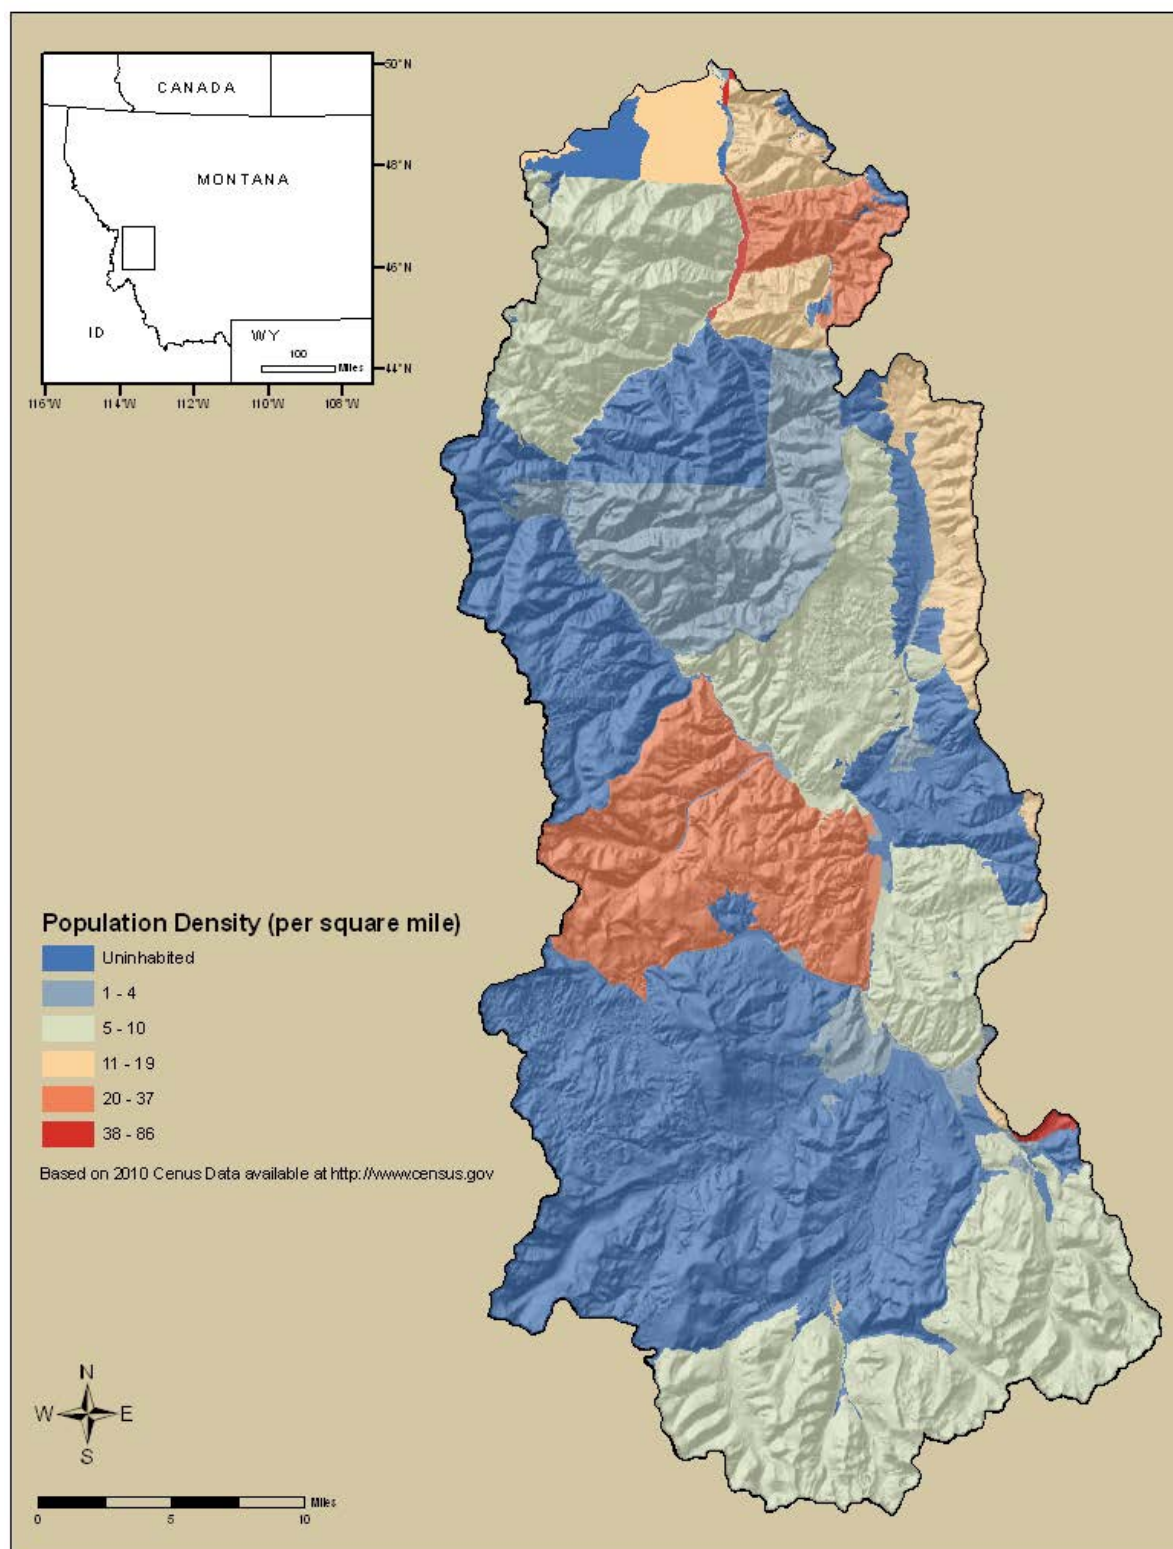 CANADA
MONTANA
ID
WY
100
Miles
50°N
48°N
46°N
44°N
116°W 114°W 112°W 110°W 108°W
Population Density (per square mile)
Uninhabited
1 - 4
5 - 10
11 - 19
20 - 37
38 - 86
Based on 2010 Cenus Data available at http://www.census.gov
N
W E
S
Miles
0 5 10